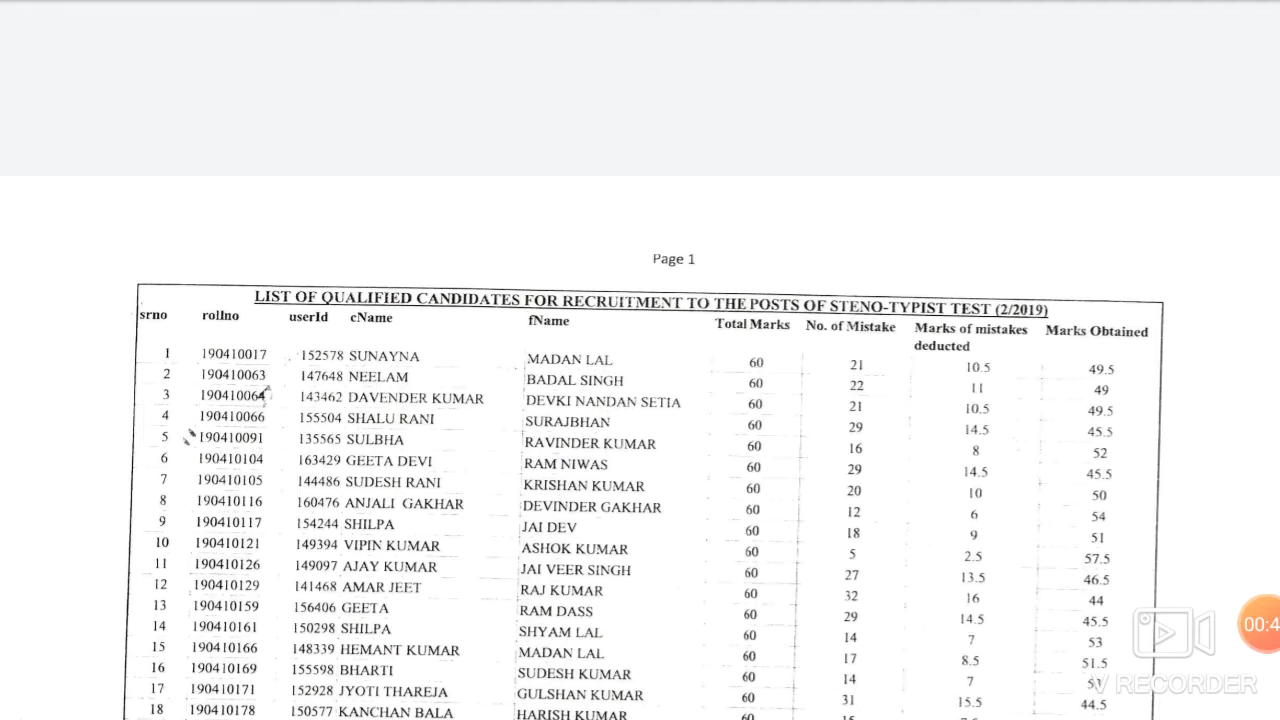 Page 1
LIST OF QUALIFIED CANDIDATES FOR RECRUITMENT TO THE POSTS OF STENO-TYPIST TEST (2/2019)
srno rollno userId cName fName Total Marks No. of Mistake Marks of mistakes deducted Marks Obtained
1 190410017 152578 SUNAYNA MADAN LAL 60 21 10.5 49.5
2 190410063 147648 NEELAM BADAL SINGH 60 22 11 49
3 190410064 143462 DAVENDER KUMAR DEVKI NANDAN SETIA 60 21 10.5 49.5
4 190410066 155504 SHALU RANI SURAJBHAN 60 29 14.5 45.5
5 190410091 135565 SULBHA RAVINDER KUMAR 60 16 8 52
6 190410104 163429 GEETA DEVI RAM NIWAS 60 29 14.5 45.5
7 190410105 144486 SUDESH RANI KRISHAN KUMAR 60 20 10 50
8 190410116 160476 ANJALI GAKHAR DEVINDER GAKHAR 60 12 6 54
9 190410117 154244 SHILPA JAI DEV 60 18 9 51
10 190410121 149394 VIPIN KUMAR ASHOK KUMAR 60 5 2.5 57.5
11 190410126 149097 AJAY KUMAR JAI VEER SINGH 60 27 13.5 46.5
12 190410129 141468 AMAR JEET RAJ KUMAR 60 32 16 44
13 190410159 156406 GEETA RAM DASS 60 29 14.5 45.5
14 190410161 150298 SHILPA SHYAM LAL 60 14 7 53
15 190410166 148339 HEMANT KUMAR MADAN LAL 60 17 8.5 51.5
16 190410169 155598 BHARTI SUDESH KUMAR 60 14 7
17 190410171 152928 JYOTI THAREJA GULSHAN KUMAR 60 31 15.5 44.5
18 190410178 150577 KANCHAN BALA HARISH KUMAR 60
00:4
V RECORDER